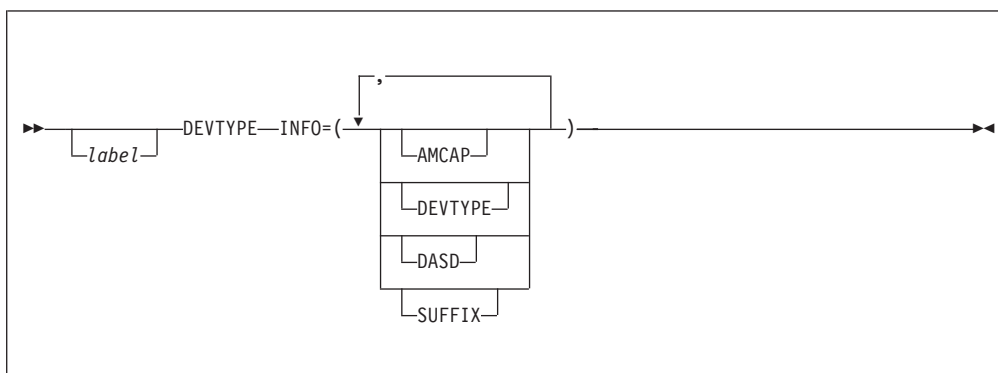 ,
DEVTYPE INFO=( )
label
AMCAP
DEVTYPE
DASD
SUFFIX